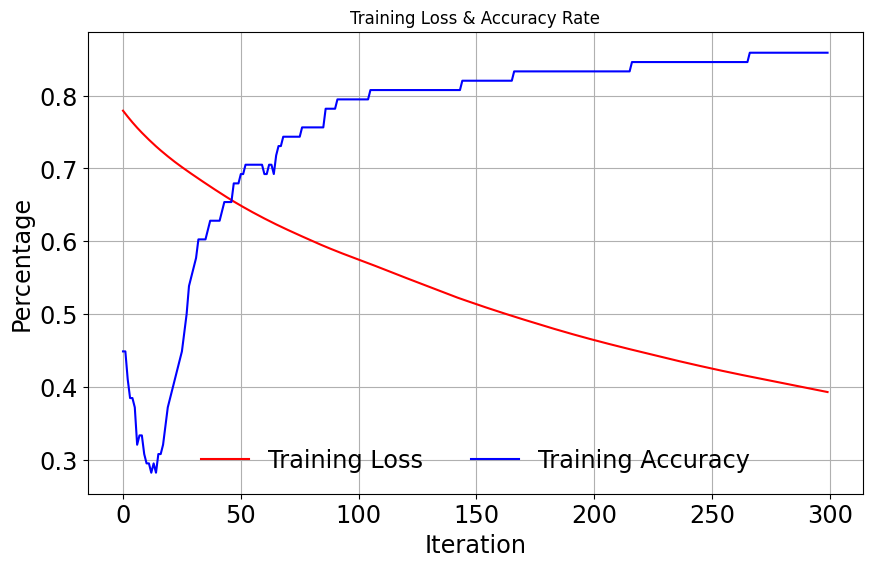 Training Loss & Accuracy Rate
0.8
0.7
0.6
0.5
0.4
0.3
Percentage
Training Loss
Training Accuracy
0 50 100 150 200 250 300
Iteration